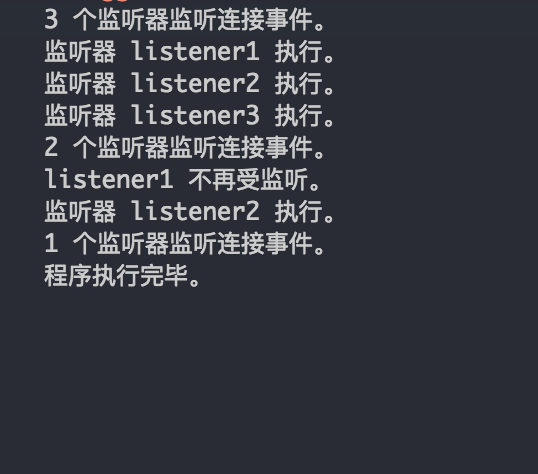 3 个监听器监听连接事件。
监听器 listener1 执行。
监听器 listener2 执行。
监听器 listener3 执行。
2 个监听器监听连接事件。
listener1 不再受监听。
监听器 listener2 执行。
1 个监听器监听连接事件。
程序执行完毕。